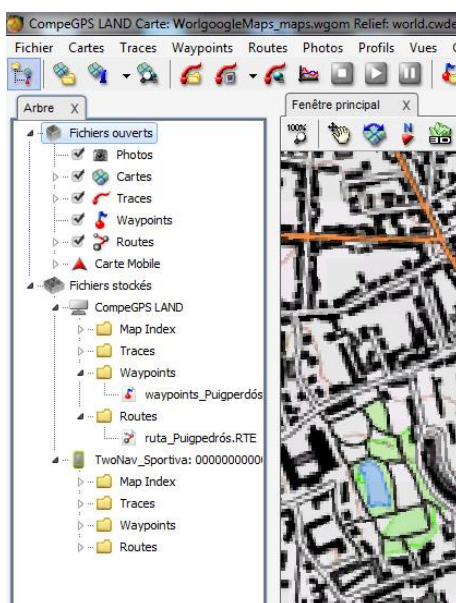 CompeGPS LAND Carte: WorlgoogleMaps_maps.wgom Relief: world.cwde
Fichier Cartes Traces Waypoints Routes Photos Profils Vues
Arbre X
Fenêtre principal X
100%
N
Fichiers ouverts
Photos
Cartes
Traces
Waypoints
Routes
Carte Mobile
Fichiers stockés
CompeGPS LAND
Map Index
Traces
Waypoints
waypoints_Puigperdós
Routes
ruta_Puigpedrós.RTE
TwoNav_Sportiva: 0000000000
Map Index
Traces
Waypoints
Routes